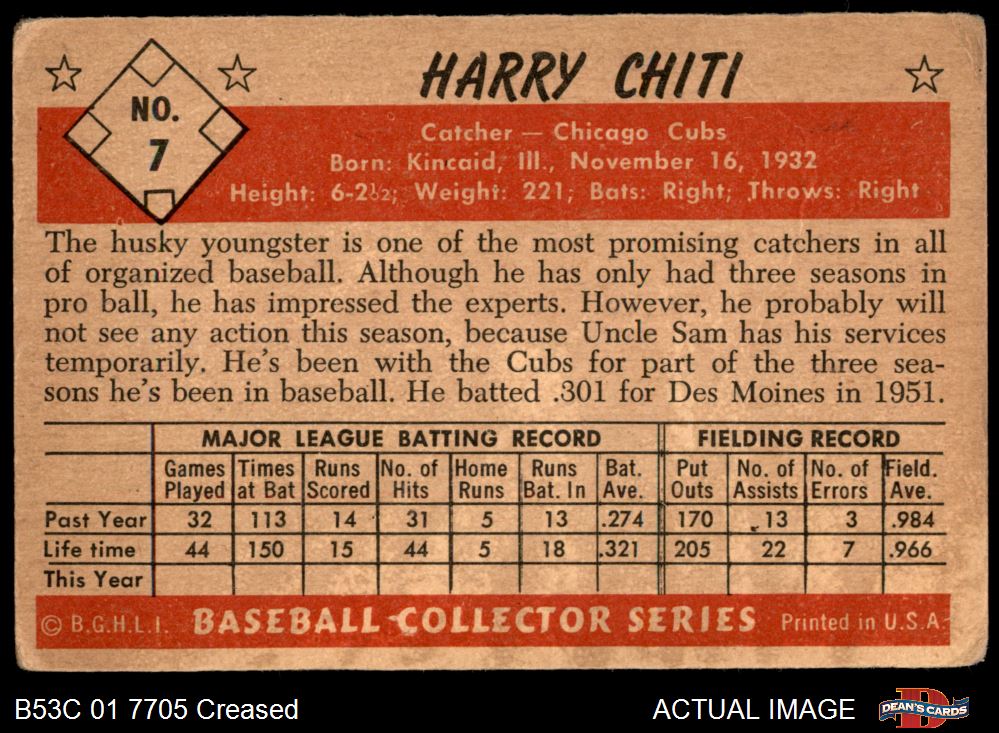 HARRY CHITI
NO.
7
Catcher — Chicago Cubs
Born: Kincaid, Ill., November 16, 1932
Height: 6-2½; Weight: 221; Bats: Right; Throws: Right
The husky youngster is one of the most promising catchers in all
of organized baseball. Although he has only had three seasons in
pro ball, he has impressed the experts. However, he probably will
not see any action this season, because Uncle Sam has his services
temporarily. He's been with the Cubs for part of the three sea-
sons he's been in baseball. He batted .301 for Des Moines in 1951.
MAJOR LEAGUE BATTING RECORD FIELDING RECORD
Games Times Runs No. of Home Runs Bat. Put No. of No. of Field.
Played at Bat Scored Hits Runs Bat. In Ave. Outs Assists Errors Ave.
Past Year 32 113 14 31 5 13 .274 170 13 3 .984
Life time 44 150 15 44 5 18 .321 205 22 7 .966
This Year
© B.G.H.L.I. BASEBALL COLLECTOR SERIES Printed in U.S.A.
B53C 01 7705 Creased ACTUAL IMAGE DEAN'S CARDS